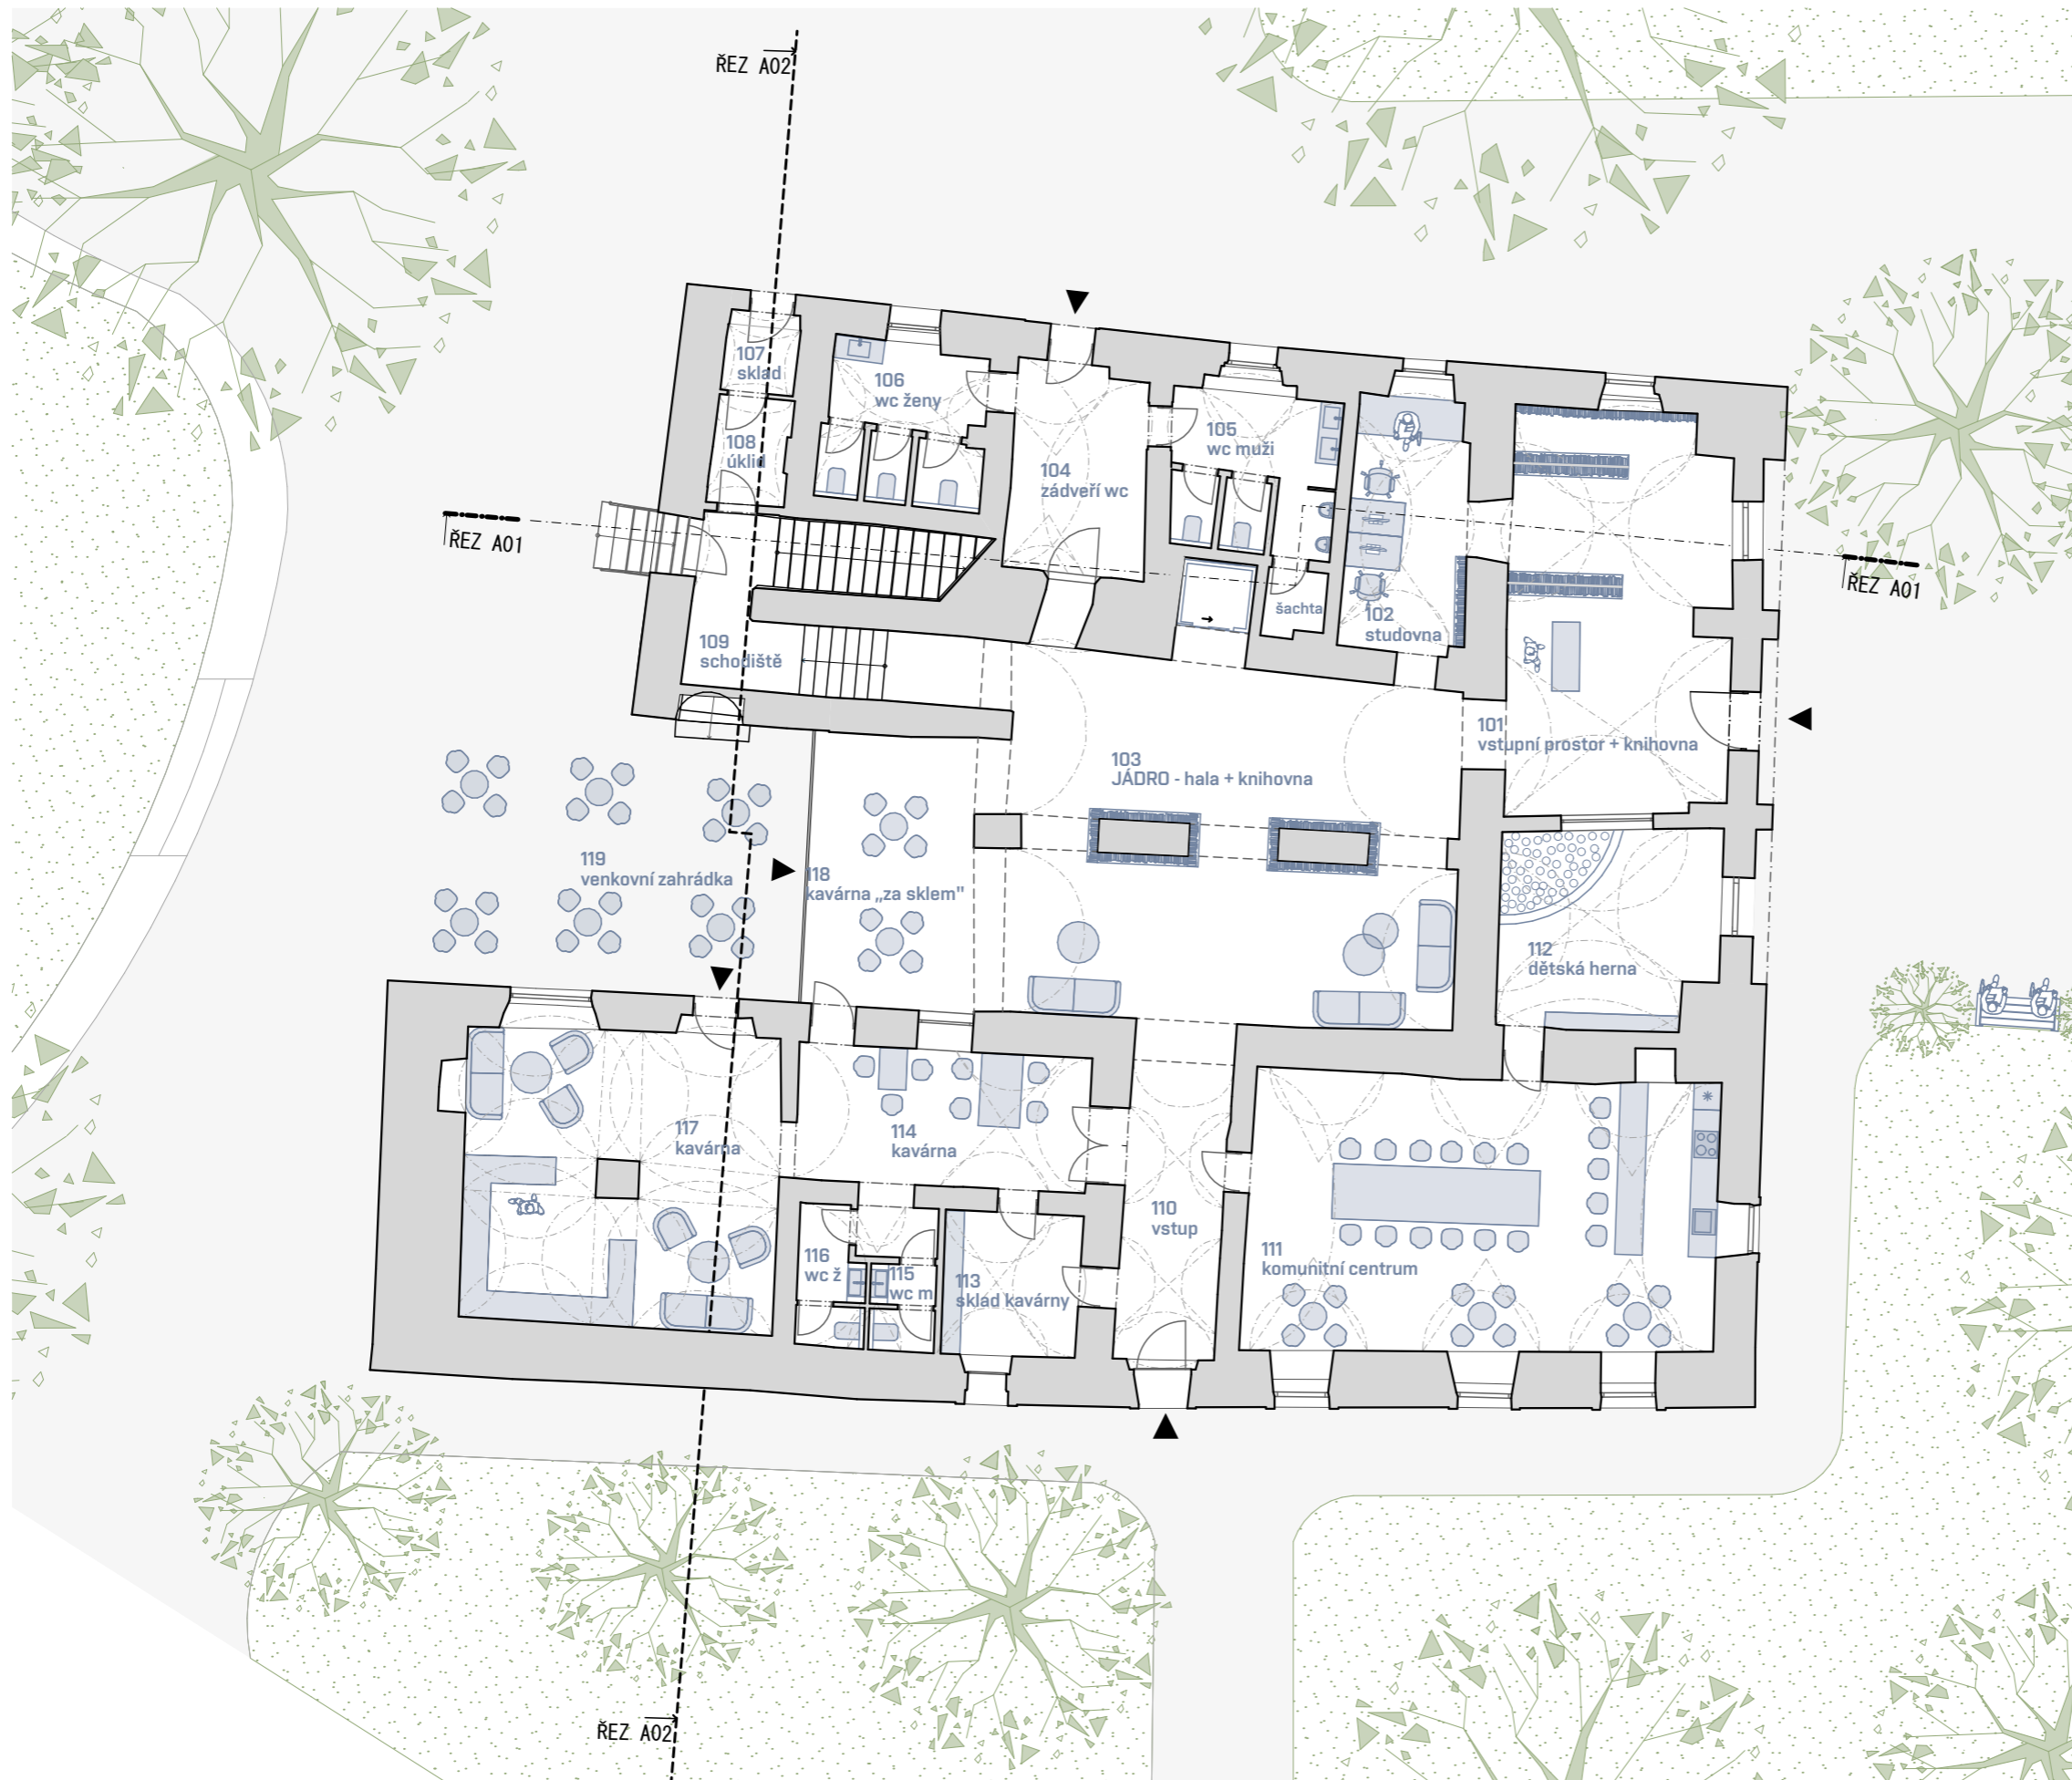 ŘEZ A02
107
sklad
106
wc ženy
108
úklid
105
wc muži
104
zádveří wc
ŘEZ A01
ŘEZ A01
šachta
102
studovna
109
schodiště
101
vstupní prostor + knihovna
103
JÁDRO - hala + knihovna
119
venkovní zahrádka
118
kavárna „za sklem"
112
dětská herna
117
kavárna
114
kavárna
110
vstup
116
wc ž
115
wc m
113
sklad kavárny
111
komunitní centrum
ŘEZ A02